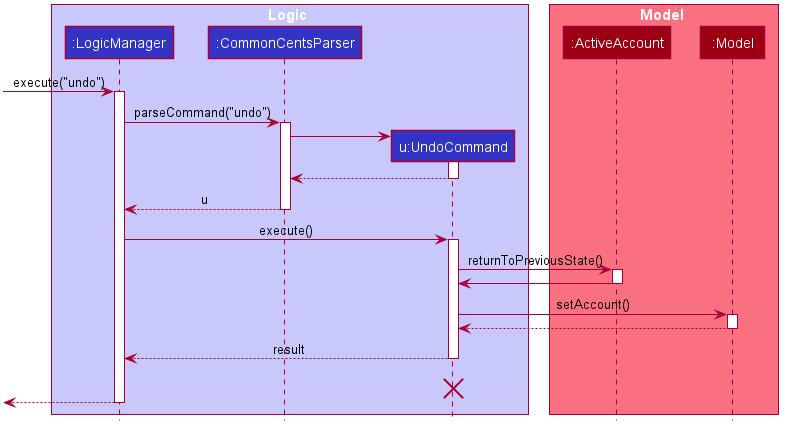 Logic
Model
:LogicManager
:CommonCentsParser
:ActiveAccount
:Model
execute("undo")
parseCommand("undo")
u:UndoCommand
u
execute()
returnToPreviousState()
setAccount()
result